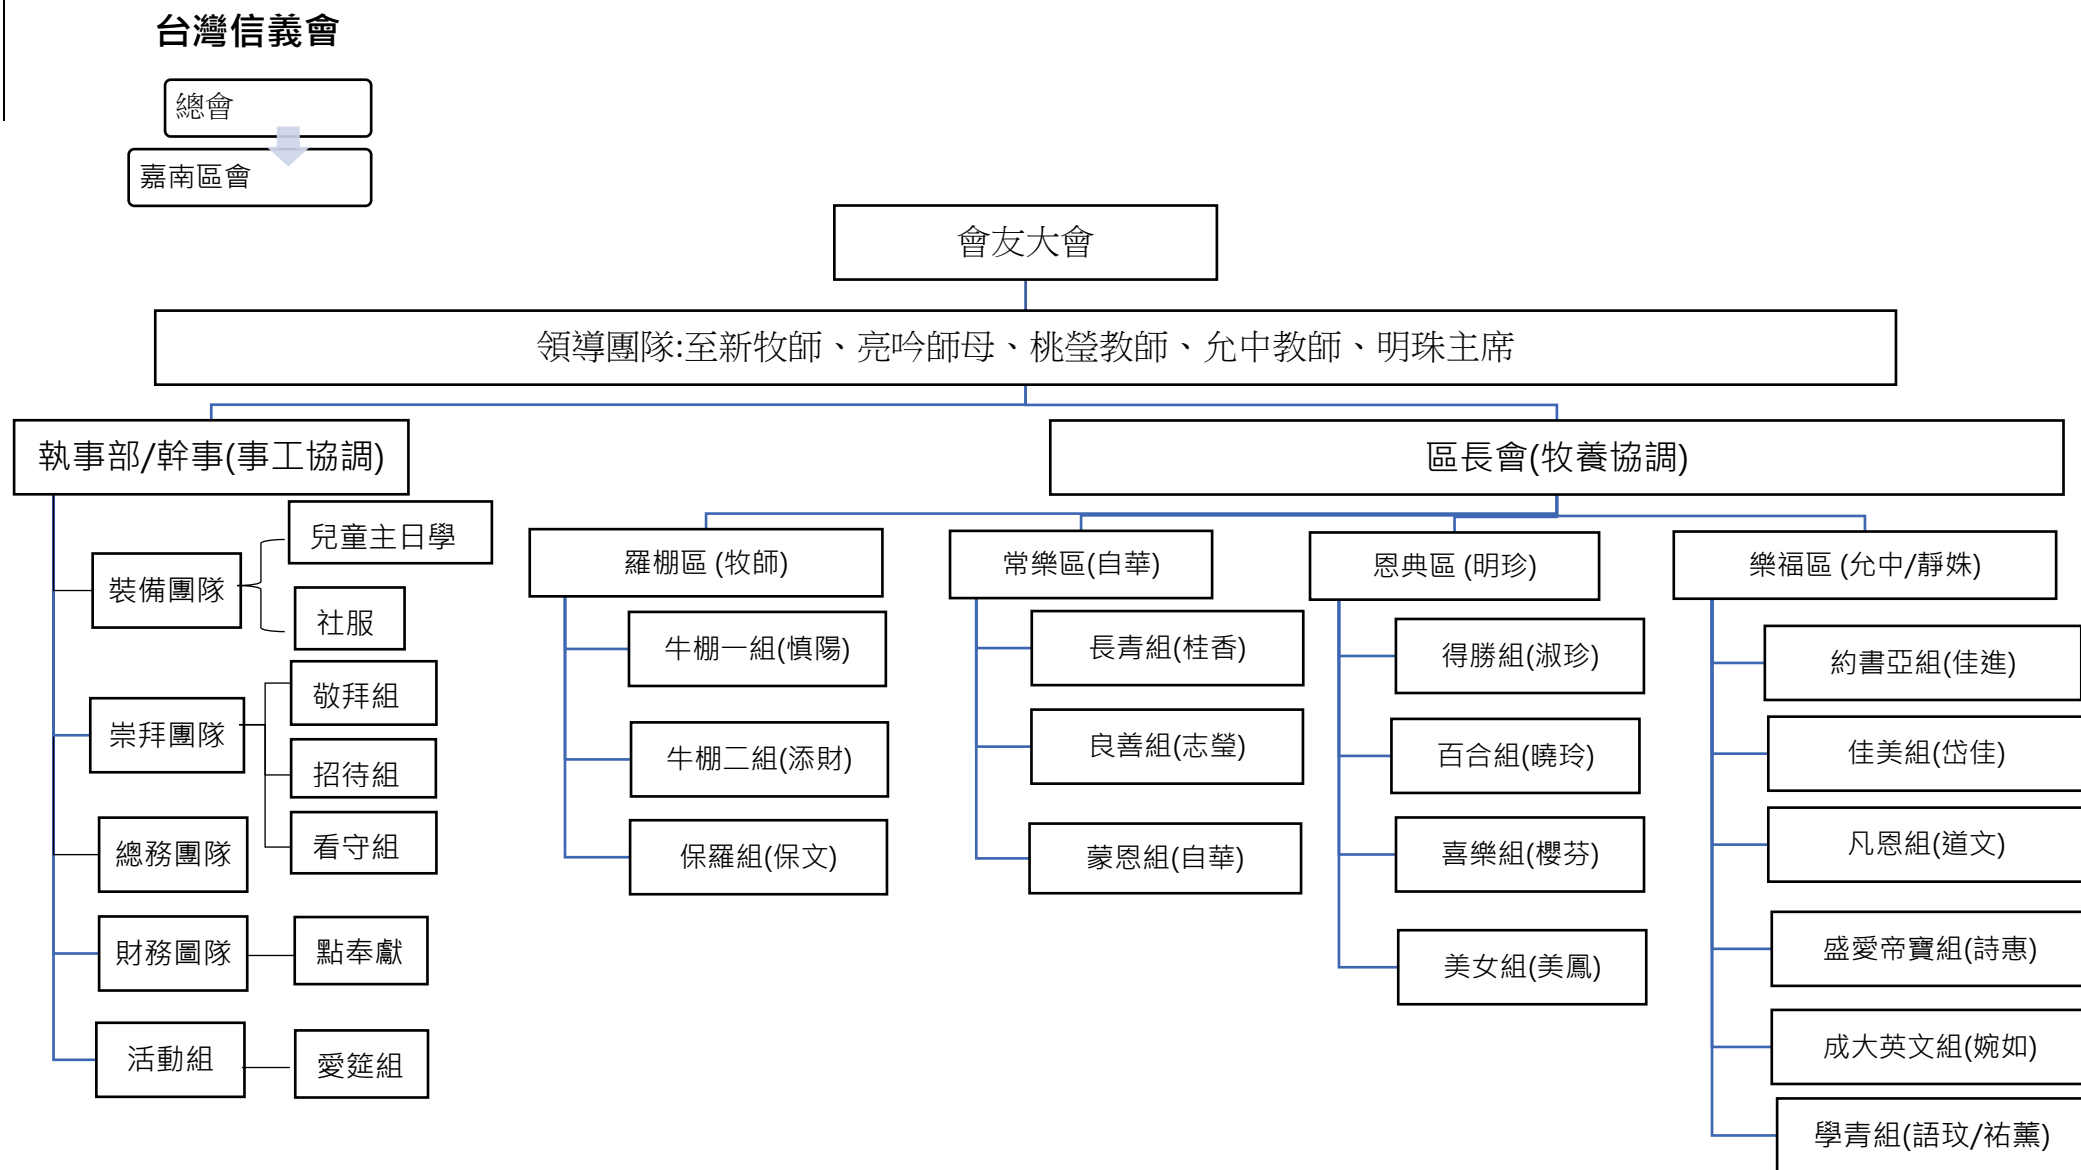 台灣信義會
總會
嘉南區會
會友大會
領導團隊:至新牧師、亮吟師母、桃瑩教師、允中教師、明珠主席
執事部/幹事(事工協調)
區長會(牧養協調)
裝備團隊
兒童主日學
社服
崇拜團隊
敬拜組
招待組
看守組
總務團隊
財務圖隊
點奉獻
活動組
愛筵組
羅棚區 (牧師)
牛棚一組(慎陽)
牛棚二組(添財)
保羅組(保文)
常樂區(自華)
長青組(桂香)
良善組(志瑩)
蒙恩組(自華)
恩典區 (明珍)
得勝組(淑珍)
百合組(曉玲)
喜樂組(櫻芬)
美女組(美鳳)
樂福區 (允中/靜姝)
約書亞組(佳進)
佳美組(岱佳)
凡恩組(道文)
盛愛帝寶組(詩惠)
成大英文組(婉如)
學青組(語玟/祐薰)